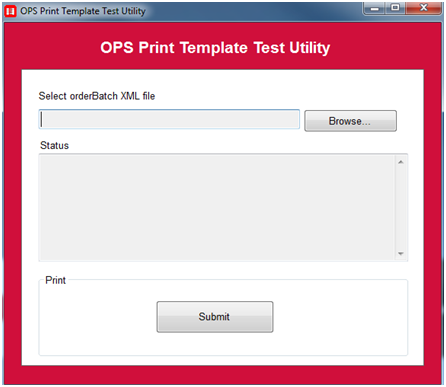 OPS Print Template Test Utility
OPS Print Template Test Utility
Select orderBatch XML file
Browse...
Status
Print
Submit